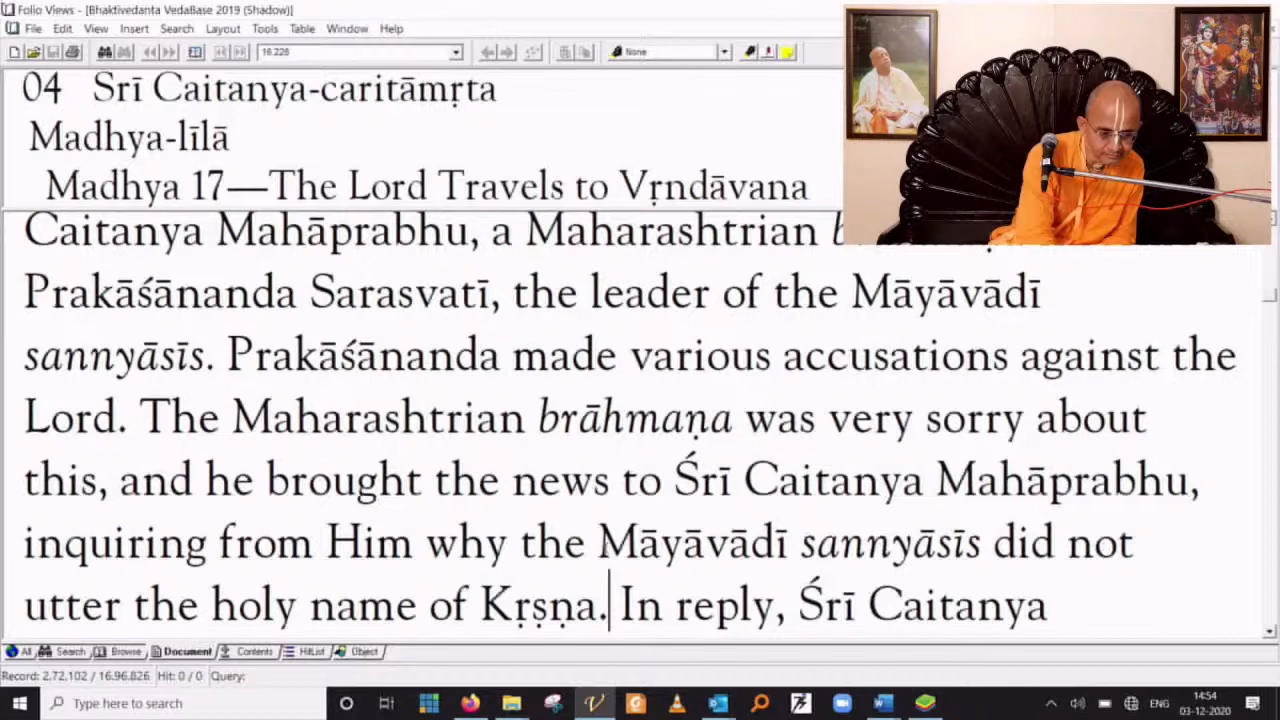 Folio Views - [Bhaktivedanta VedaBase 2019 (Shadow)]
File Edit View Insert Search Layout Tools Table Window Help
16.228
None
04 Śrī Caitanya-caritāmṛta
Madhya-līlā
Madhya 17—The Lord Travels to Vṛndāvana
Caitanya Mahāprabhu, a Maharashtrian
Prakāśānanda Sarasvatī, the leader of the Māyāvādī
sannyāsīs. Prakāśānanda made various accusations against the
Lord. The Maharashtrian brāhmaṇa was very sorry about
this, and he brought the news to Śrī Caitanya Mahāprabhu,
inquiring from Him why the Māyāvādī sannyāsīs did not
utter the holy name of Kṛṣṇa. In reply, Śrī Caitanya
All Search Browse Document Contents HitList Object
Record: 2.72.102 / 16.96.826 Hit: 0 / 0 Query:
Type here to search
ENG
14:54
03-12-2020